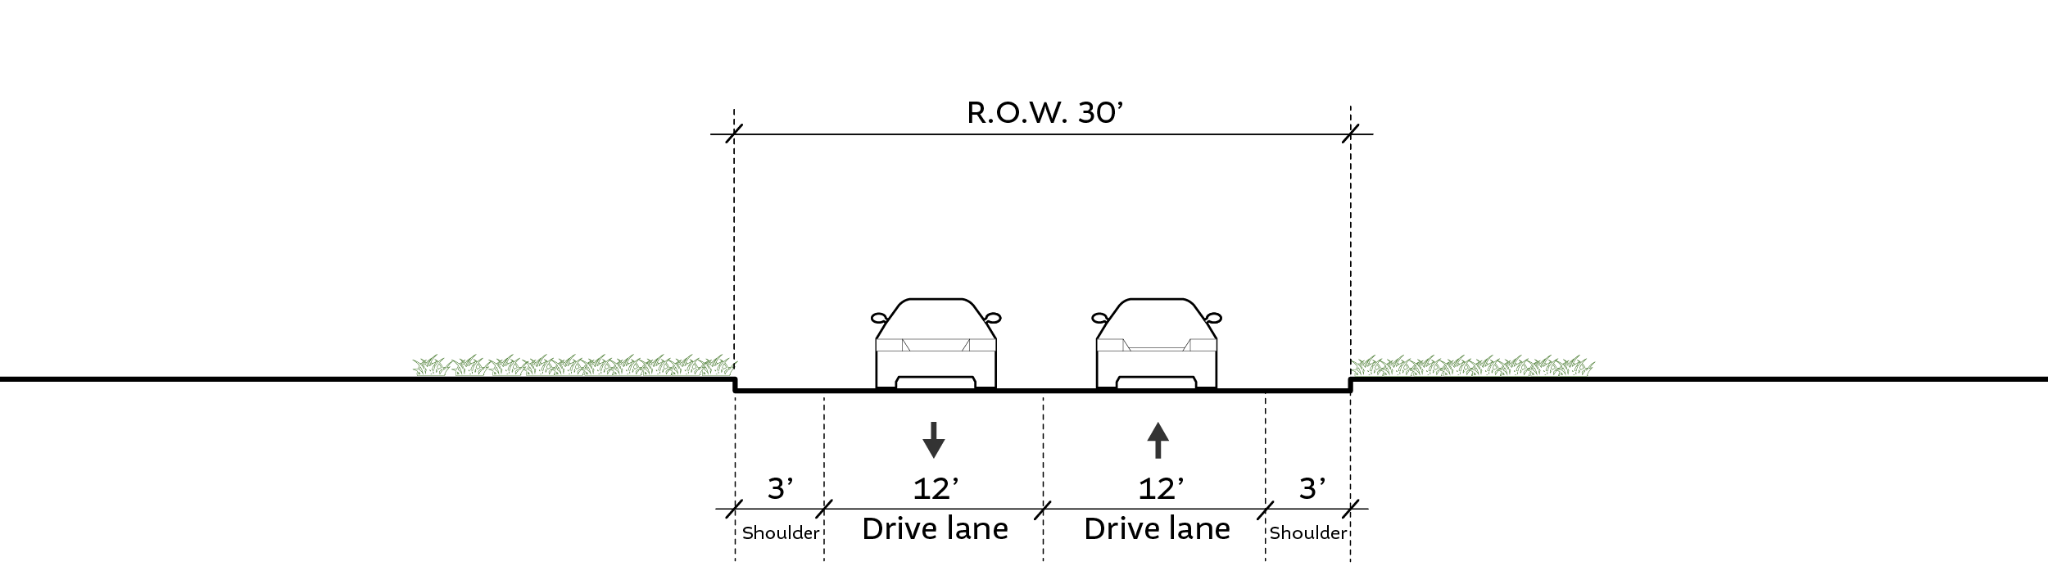 R.O.W. 30’
3’ 12’ 12’ 3’
Shoulder Drive lane Drive lane Shoulder